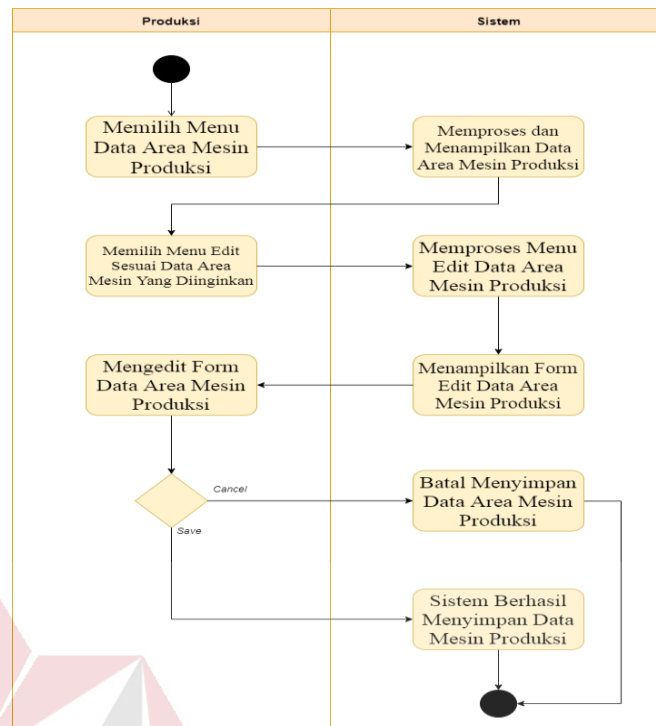 Produksi
Sistem
Memilih Menu
Data Area Mesin
Produksi
Memproses dan
Menampilkan Data
Area Mesin Produksi
Memilih Menu Edit
Sesuai Data Area
Mesin Yang Diinginkan
Memproses Menu
Edit Data Area
Mesin Produksi
Mengedit Form
Data Area Mesin
Produksi
Menampilkan Form
Edit Data Area
Mesin Produksi
Cancel
Batal Menyimpan
Data Area Mesin
Produksi
Save
Sistem Berhasil
Menyimpan Data
Mesin Produksi